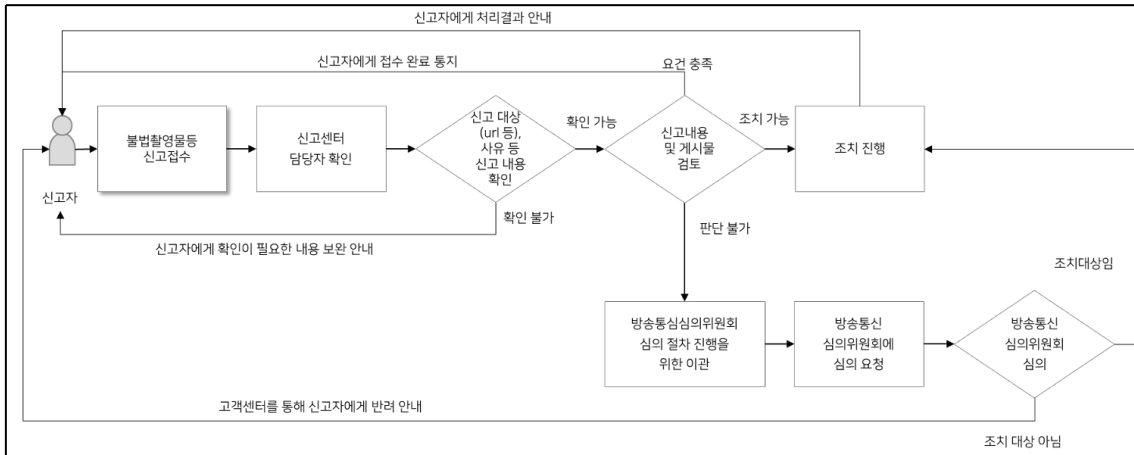 신고자에게 처리결과 안내
신고자에게 접수 완료 통지
요건 충족
불법촬영물등
신고접수
신고센터
담당자 확인
신고 대상
(url 등),
사유 등
신고 내용
확인
확인 가능
신고내용
및 게시물
검토
조치 가능
조치 진행
신고자
확인 불가
신고자에게 확인이 필요한 내용 보완 안내
판단 불가
조치대상임
방송통심심의위원회
심의 절차 진행을
위한 이관
방송통신
심의위원회에
심의 요청
방송통신
심의위원회
심의
고객센터를 통해 신고자에게 반려 안내
조치 대상 아님